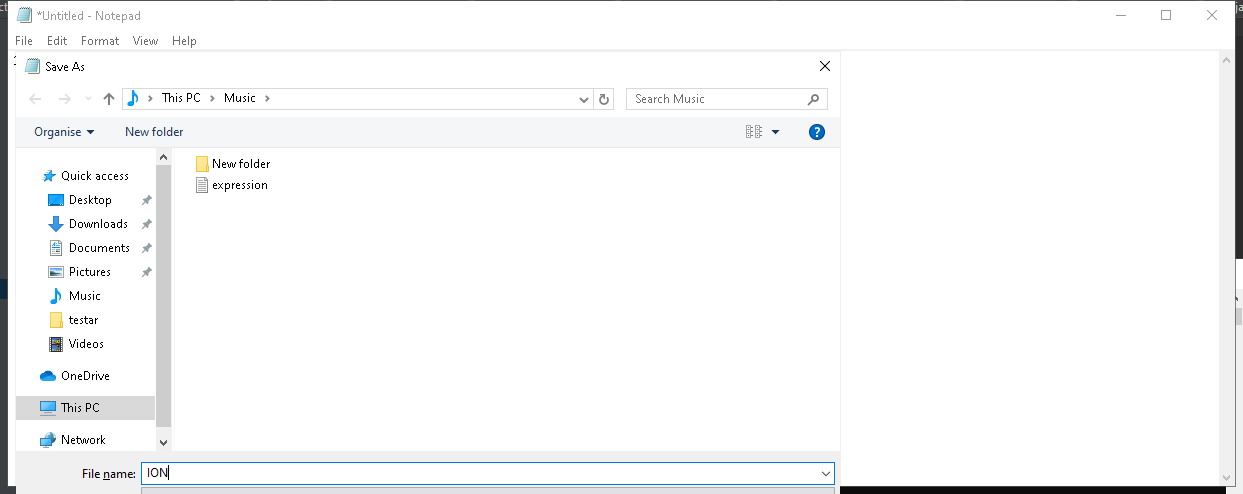 *Untitled - Notepad
File Edit Format View Help
Save As
This PC Music
Search Music
Organise New folder
New folder
expression
Quick access
Desktop
Downloads
Documents
Pictures
Music
testar
Videos
OneDrive
This PC
Network
File name: ION